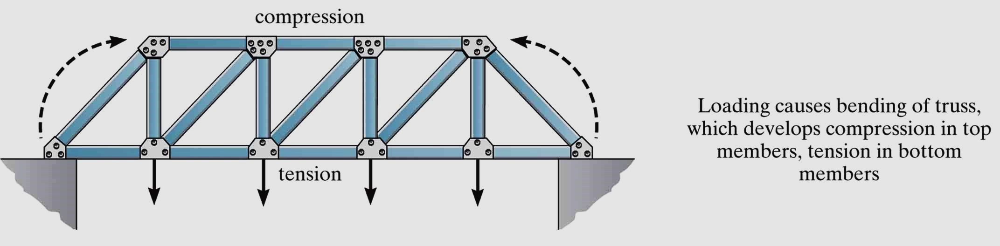 compression
tension
Loading causes bending of truss,
which develops compression in top
members, tension in bottom
members